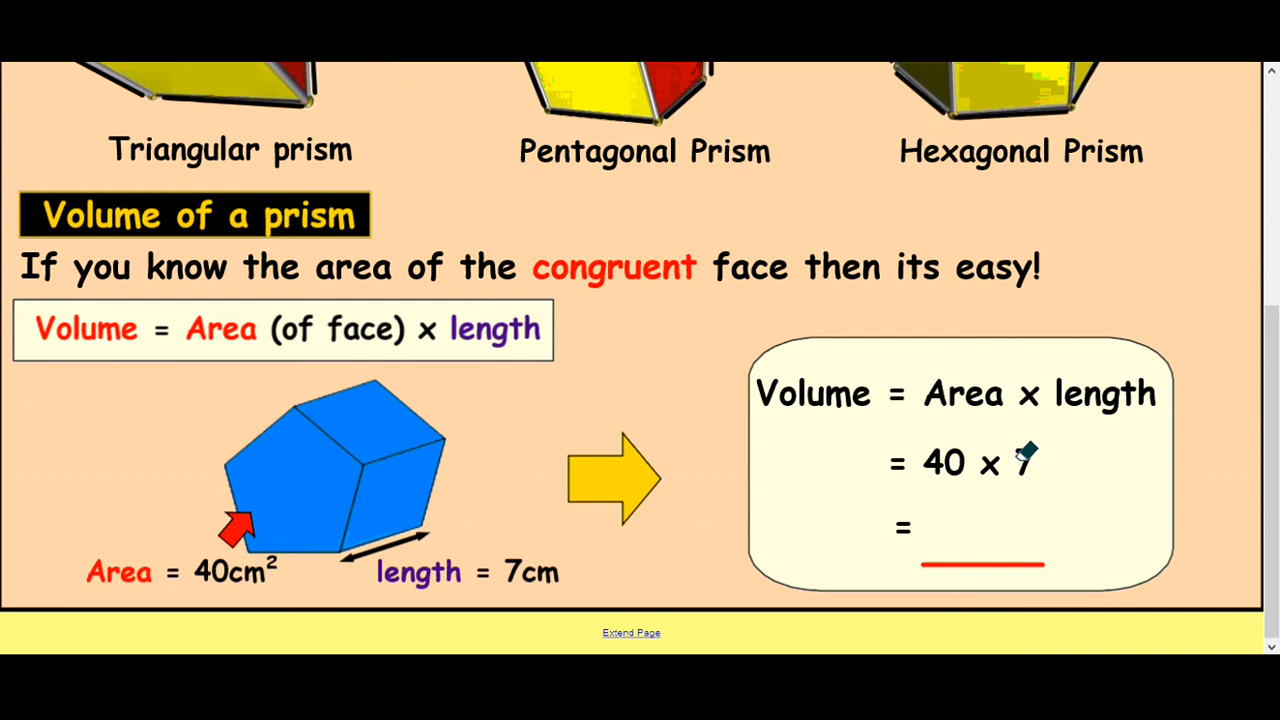 Triangular prism
Pentagonal Prism
Hexagonal Prism
Volume of a prism
If you know the area of the congruent face then its easy!
Volume = Area (of face) x length
Area = 40cm²
length = 7cm
Volume = Area x length
= 40 x 7
=
Extend Page